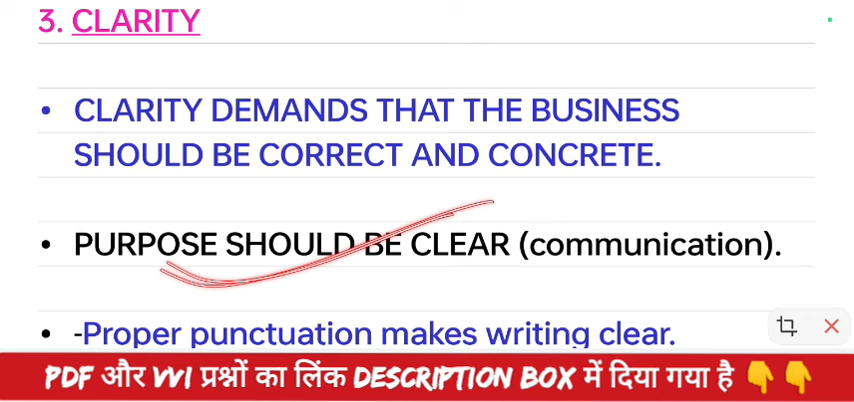 3. CLARITY
• CLARITY DEMANDS THAT THE BUSINESS
SHOULD BE CORRECT AND CONCRETE.
• PURPOSE SHOULD BE CLEAR (communication).
• -Proper punctuation makes writing clear.
PDF और VVI प्रश्नों का लिंक DESCRIPTION BOX में दिया गया है 👇👇